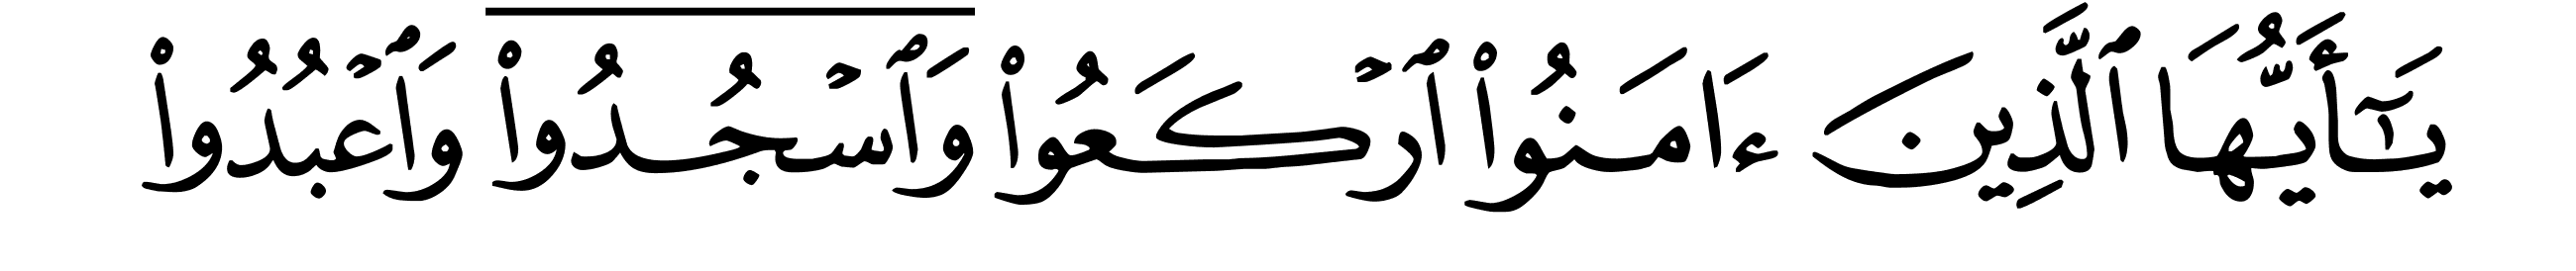 يَـٰٓأَيُّهَا ٱلَّذِينَ ءَامَنُوا۟ ٱرْكَعُوا۟ وَٱسْجُدُوا۟ وَٱعْبُدُوا۟